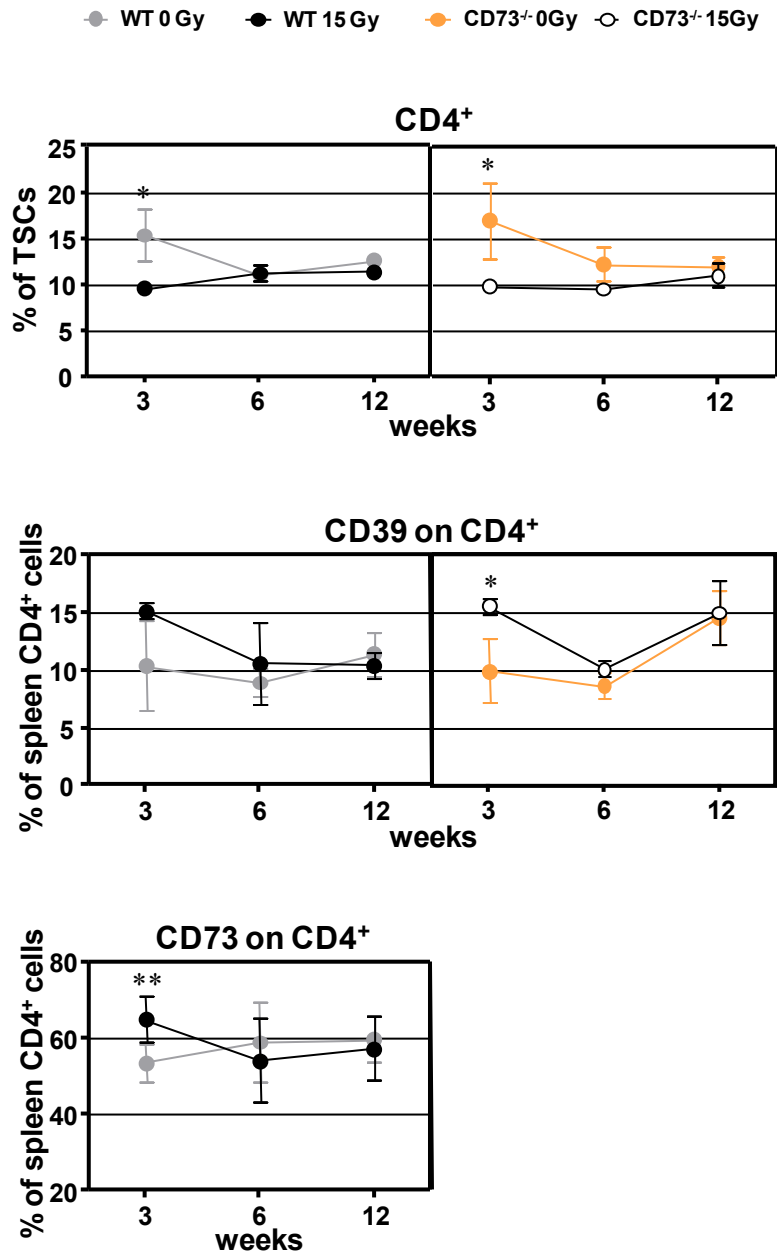 WT 0 Gy WT 15 Gy CD73⁻/⁻ 0Gy CD73⁻/⁻ 15Gy
CD4⁺
% of TSCs
25
20
15
10
5
0
*
*
3 6 12 3 6 12
weeks
CD39 on CD4⁺
% of spleen CD4⁺ cells
20
15
10
5
0
*
3 6 12 3 6 12
weeks
CD73 on CD4⁺
% of spleen CD4⁺ cells
80
60
40
20
**
3 6 12
weeks